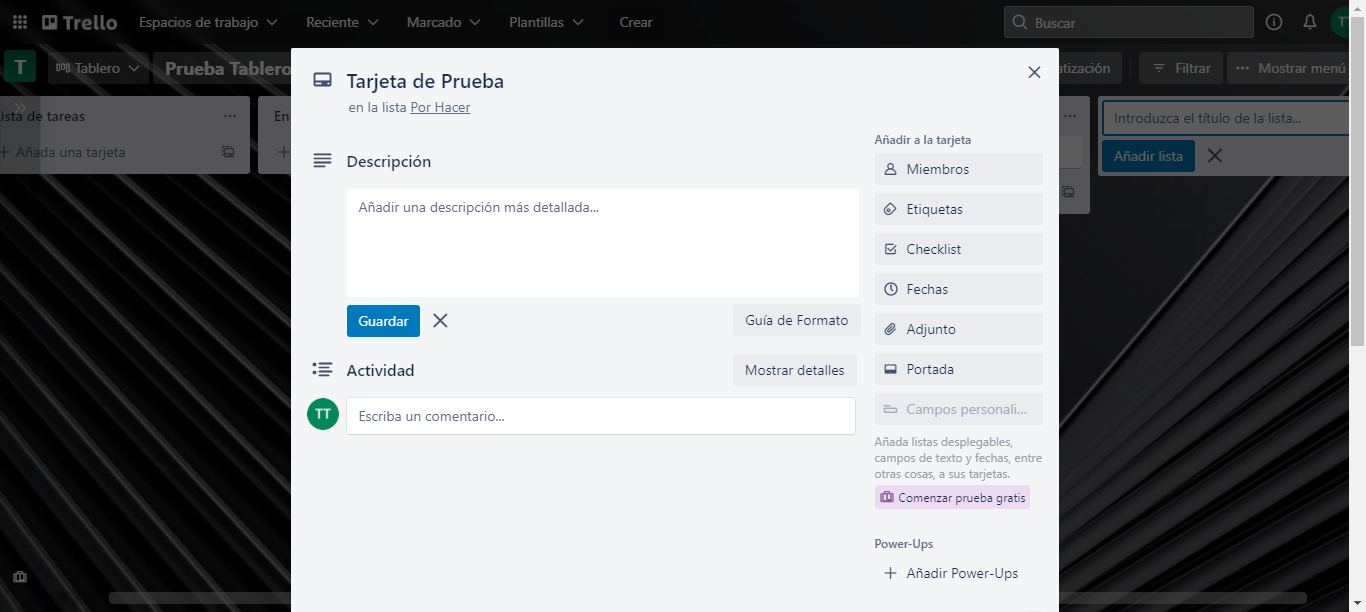 Trello
Espacios de trabajo
Reciente
Marcado
Plantillas
Crear
Buscar
TT
T
Tablero
Prueba Tablero
Filtrar
Mostrar menú
lista de tareas
Añada una tarjeta
En
Introduzca el título de la lista...
Añadir lista
Tarjeta de Prueba
en la lista Por Hacer
Descripción
Añadir una descripción más detallada...
Guardar
Guía de Formato
Actividad
Mostrar detalles
TT
Escriba un comentario...
Añadir a la tarjeta
Miembros
Etiquetas
Checklist
Fechas
Adjunto
Portada
Campos personali...
Añada listas desplegables,
campos de texto y fechas, entre
otras cosas, a sus tarjetas.
Comenzar prueba gratis
Power-Ups
Añadir Power-Ups